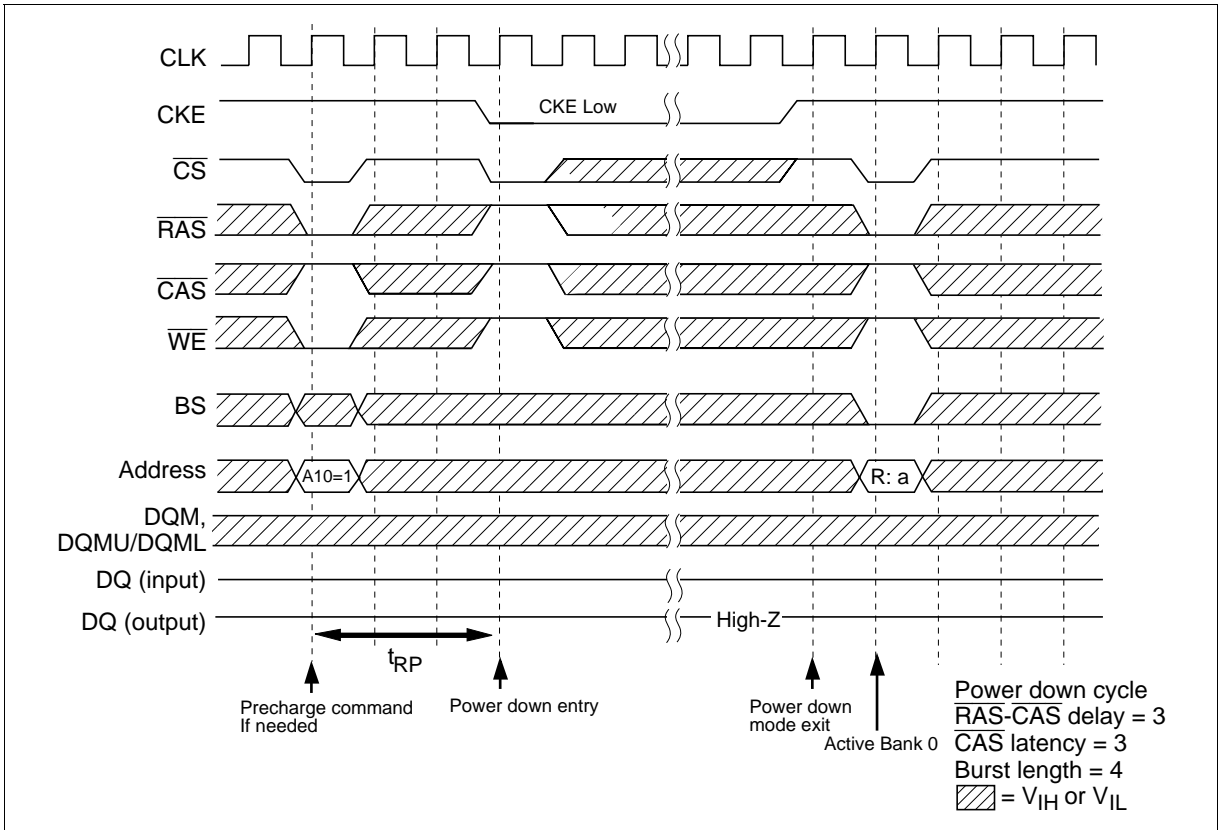 CLK
CKE
CKE Low
CS
RAS
CAS
WE
BS
Address
A10=1
R: a
DQM,
DQMU/DQML
DQ (input)
DQ (output)
High-Z
tRP
Precharge command
If needed
Power down entry
Power down
mode exit
Active Bank 0
Power down cycle
RAS-CAS delay = 3
CAS latency = 3
Burst length = 4
= VIH or VIL